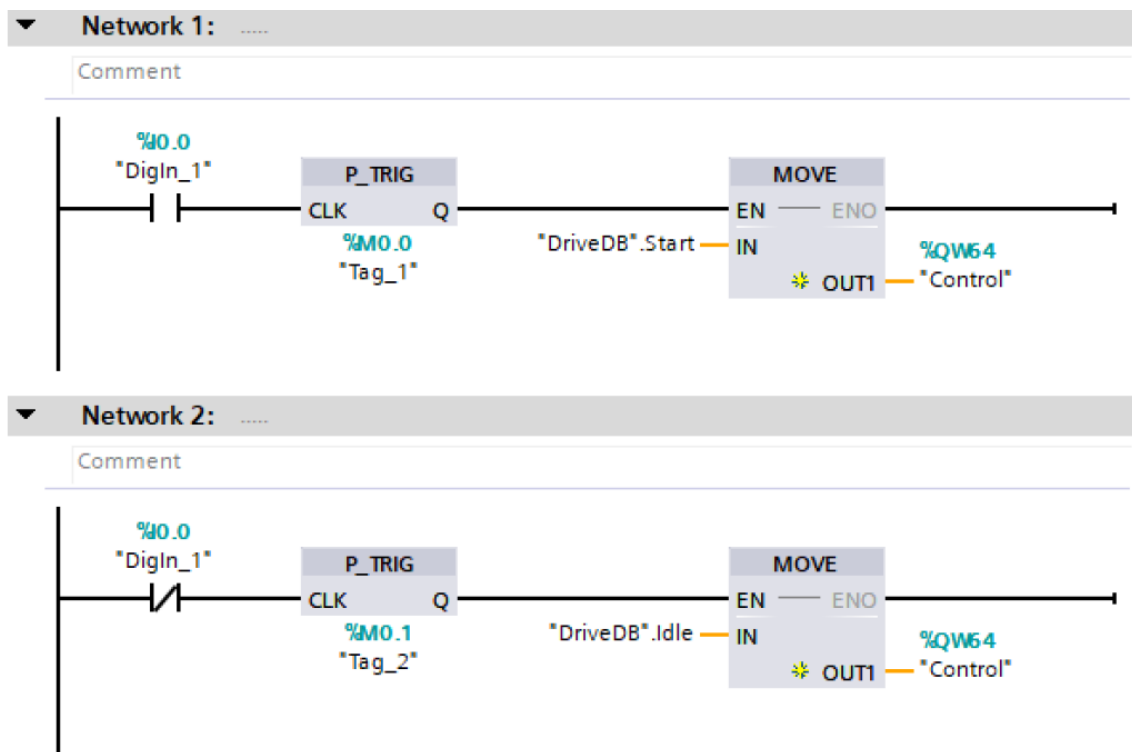 Network 1: .....
Comment
%I0.0
"DigIn_1"
P_TRIG
MOVE
CLK Q
EN ENO
%M0.0
"DriveDB".Start
IN
%QW64
"Tag_1"
OUT1
"Control"
Network 2: .....
Comment
%I0.0
"DigIn_1"
P_TRIG
MOVE
CLK Q
EN ENO
%M0.1
"DriveDB".Idle
IN
%QW64
"Tag_2"
OUT1
"Control"